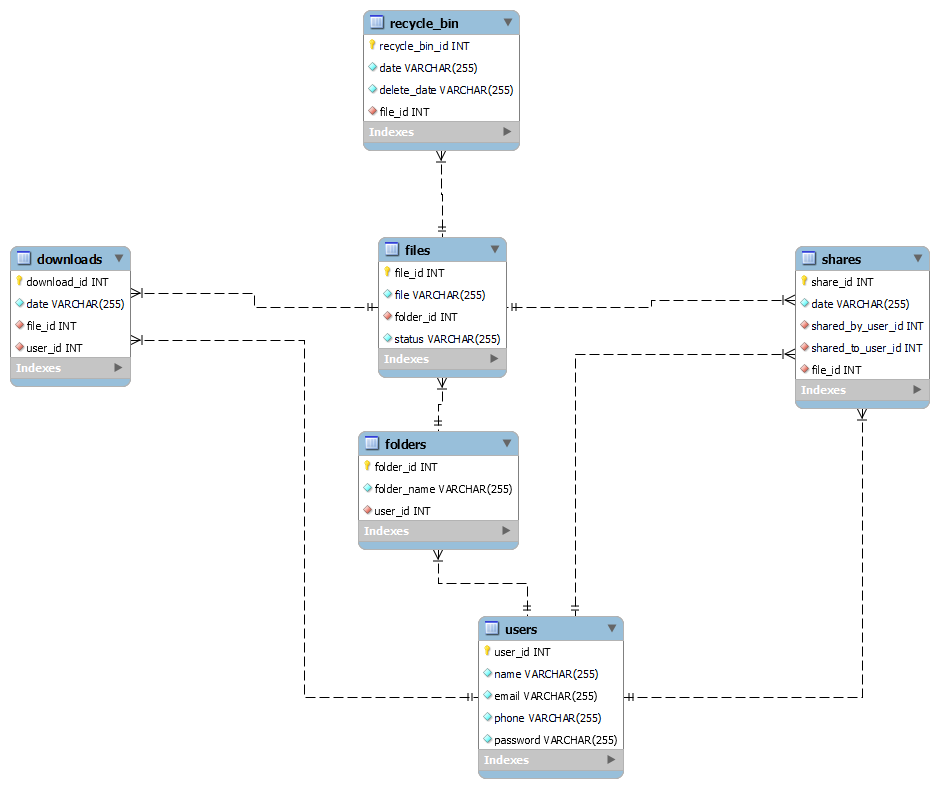 recycle_bin
recycle_bin_id INT
date VARCHAR(255)
delete_date VARCHAR(255)
file_id INT
Indexes
downloads
download_id INT
date VARCHAR(255)
file_id INT
user_id INT
Indexes
files
file_id INT
file VARCHAR(255)
folder_id INT
status VARCHAR(255)
Indexes
shares
share_id INT
date VARCHAR(255)
shared_by_user_id INT
shared_to_user_id INT
file_id INT
Indexes
folders
folder_id INT
folder_name VARCHAR(255)
user_id INT
Indexes
users
user_id INT
name VARCHAR(255)
email VARCHAR(255)
phone VARCHAR(255)
password VARCHAR(255)
Indexes